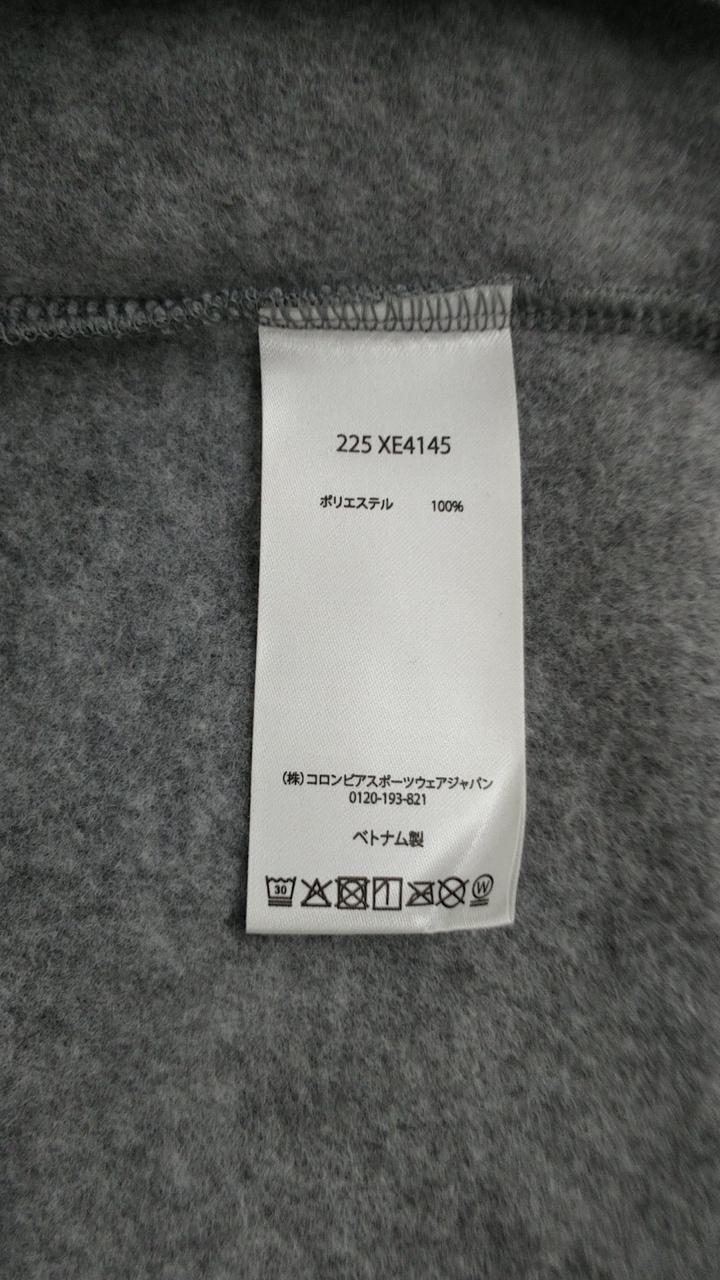 225 XE4145
ポリエステル 100%
(株)コロンビアスポーツウェアジャパン
0120-193-821
ベトナム製
30 W